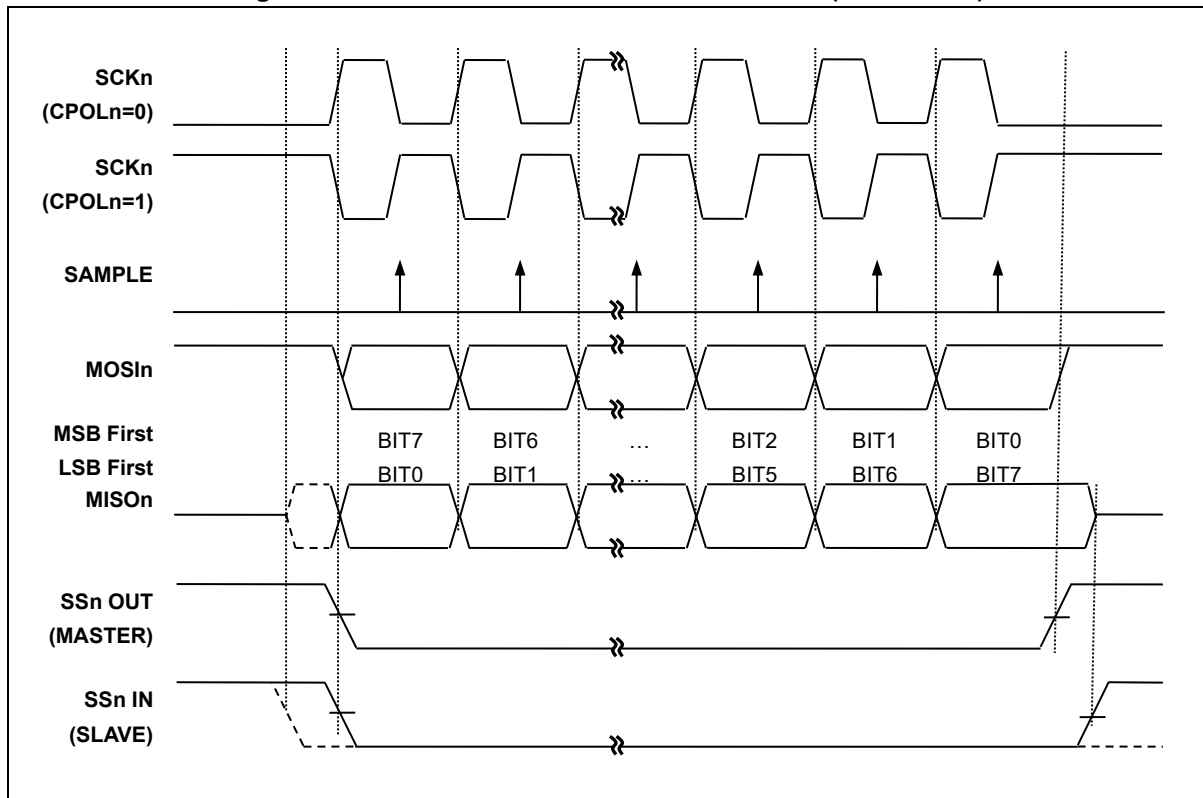 SCKn
(CPOLn=0)
SCKn
(CPOLn=1)
SAMPLE
MOSIn
MSB First BIT7 BIT6 ... BIT2 BIT1 BIT0
LSB First BIT0 BIT1 ... BIT5 BIT6 BIT7
MISOn
SSn OUT
(MASTER)
SSn IN
(SLAVE)